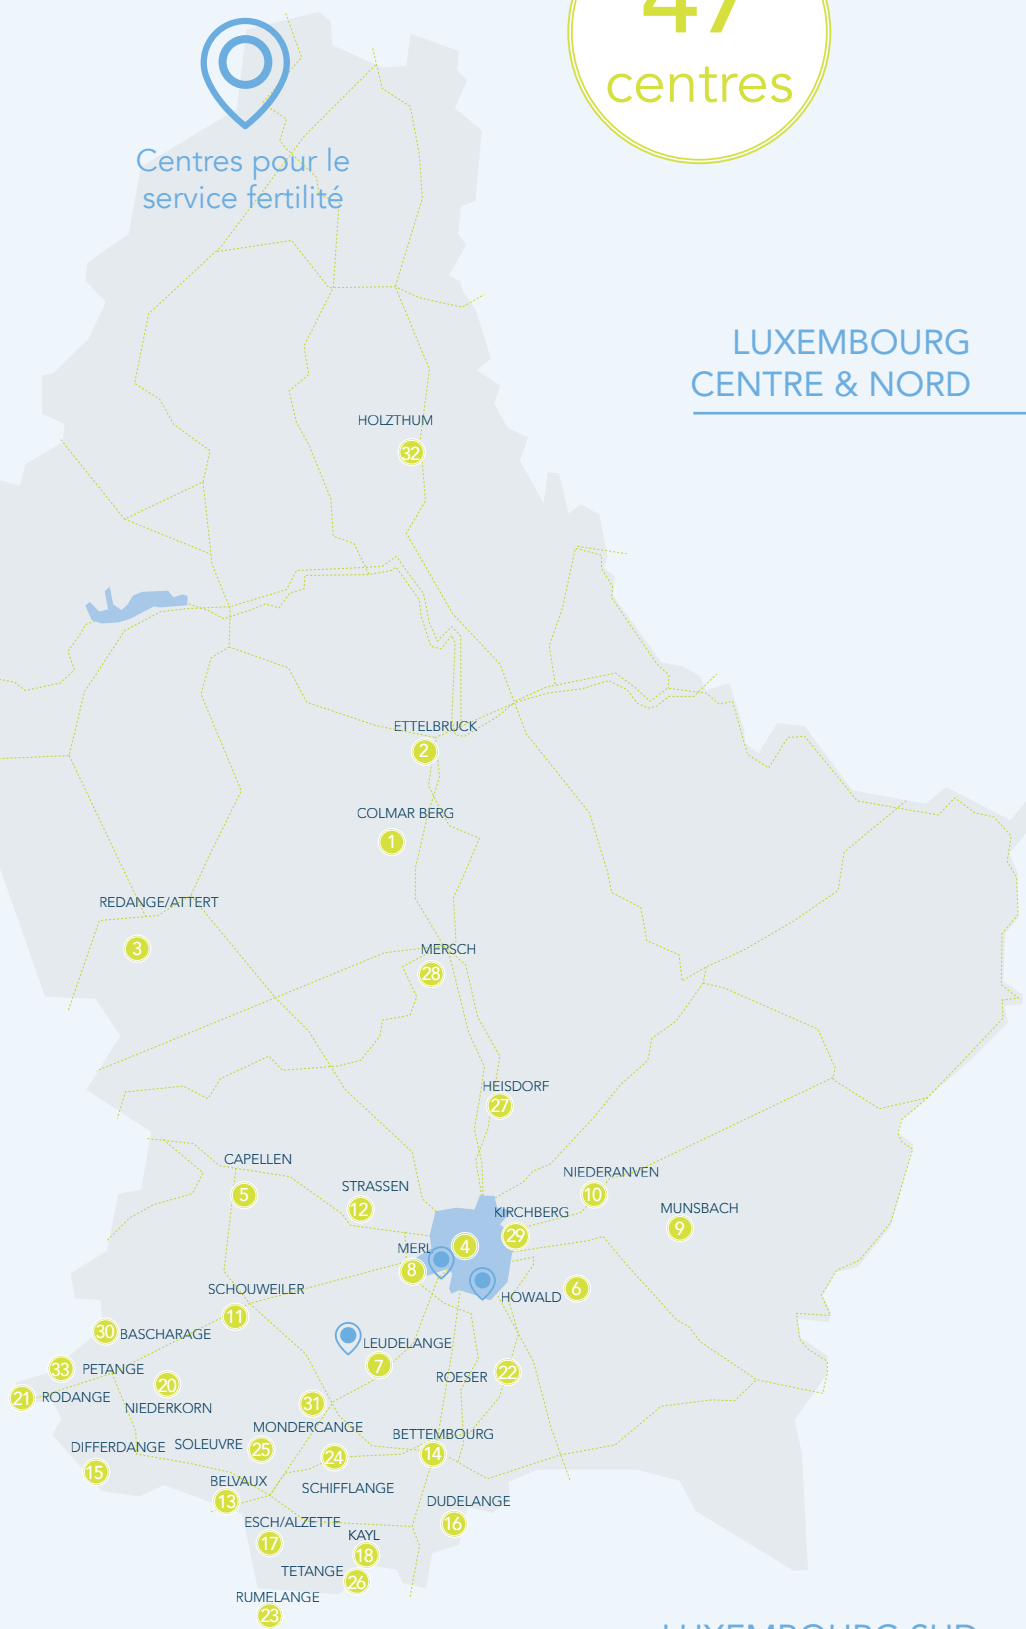 47
centres
Centres pour le
service fertilité
LUXEMBOURG
CENTRE & NORD
HOLZTHUM
32
ETTELBRUCK
2
COLMAR BERG
1
REDANGE/ATTERT
3
MERSCH
28
HEISDORF
27
CAPELLEN
5
STRASSEN
12
NIEDERANVEN
10
MUNSBACH
9
KIRCHBERG
29
4
MERL
8
HOWALD
6
SCHOUWEILER
11
30
BASCHARAGE
LEUDELANGE
7
33
PETANGE
ROESER
22
21
RODANGE
20
NIEDERKORN
31
MONDERCANGE
BETTEMBOURG
14
DIFFERDANGE
15
SOLEUVRE
25
24
SCHIFFLANGE
BELVAUX
13
DUDELANGE
16
ESCH/ALZETTE
17
KAYL
18
TETANGE
26
RUMELANGE
23
LUXEMBOURG SUD